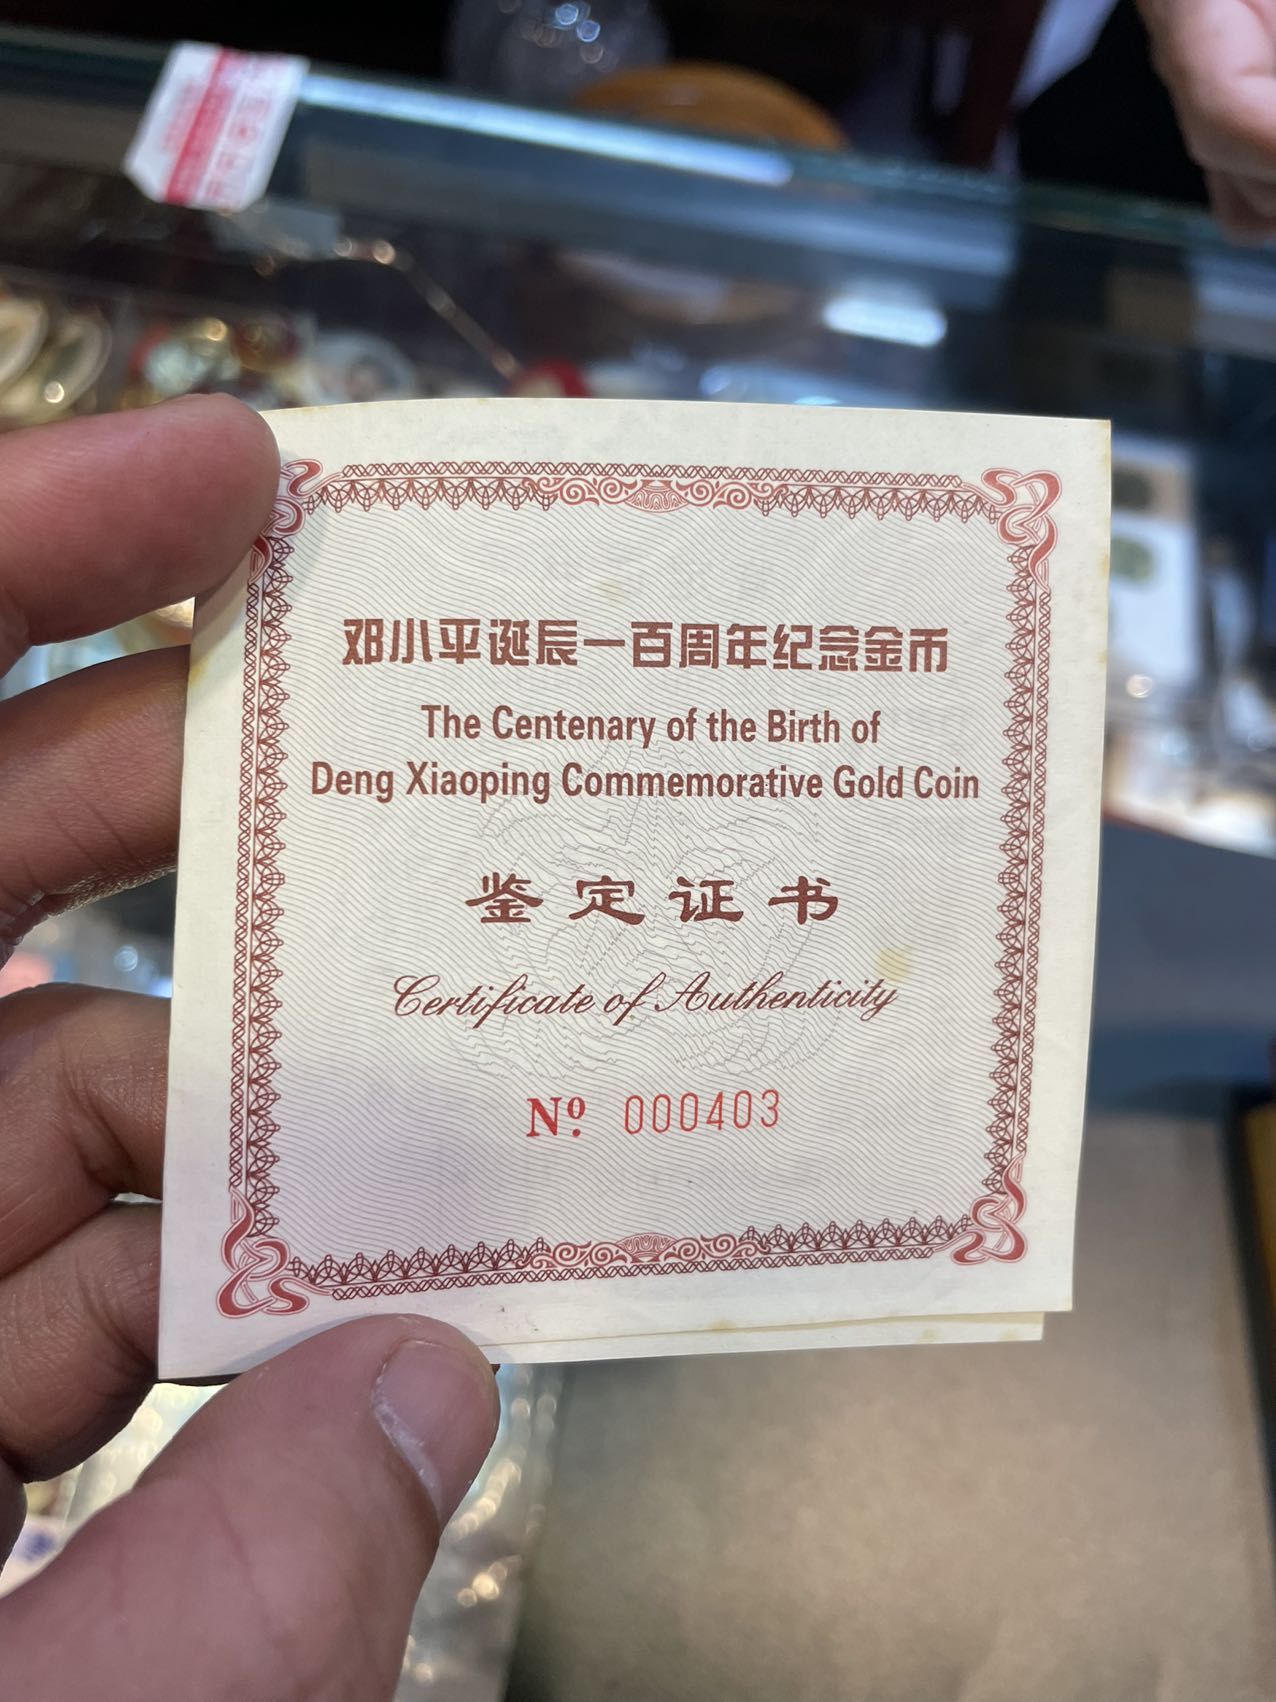 邓小平诞辰一百周年纪念金币
The Centenary of the Birth of
Deng Xiaoping Commemorative Gold Coin
鉴定证书
Certificate of Authenticity
Nº. 000403